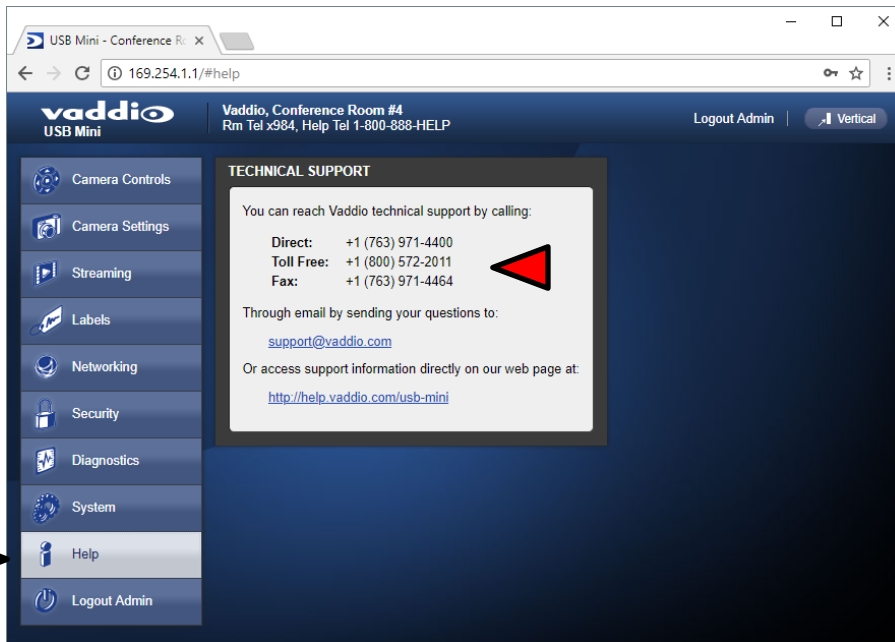 USB Mini - Conference Ro
169.254.1.1/#help
vaddio
USB Mini
Vaddio, Conference Room #4
Rm Tel x984, Help Tel 1-800-888-HELP
Logout Admin
Vertical
Camera Controls
Camera Settings
Streaming
Labels
Networking
Security
Diagnostics
System
Help
Logout Admin
TECHNICAL SUPPORT
You can reach Vaddio technical support by calling:
Direct: +1 (763) 971-4400
Toll Free: +1 (800) 572-2011
Fax: +1 (763) 971-4464
Through email by sending your questions to:
support@vaddio.com
Or access support information directly on our web page at:
http://help.vaddio.com/usb-mini